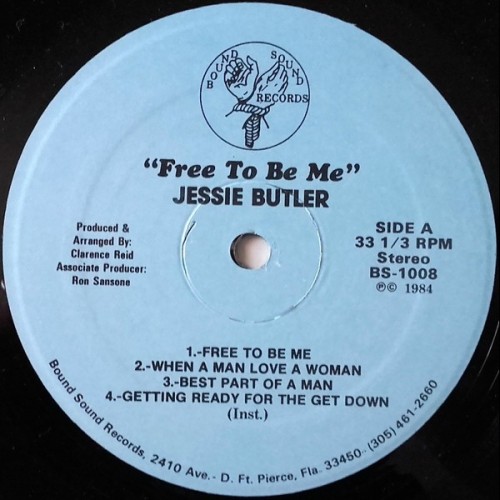 BOUND SOUND
RECORDS
"Free To Be Me"
JESSIE BUTLER
Produced &
Arranged By:
Clarence Reid
Associate Producer:
Ron Sansone
SIDE A
33 1/3 RPM
Stereo
BS-1008
℗© 1984
1.-FREE TO BE ME
2.-WHEN A MAN LOVE A WOMAN
3.-BEST PART OF A MAN
4.-GETTING READY FOR THE GET DOWN
(Inst.)
Bound Sound Records, 2410 Ave.- D. Ft. Pierce, Fla. 33450--(305) 461-2660